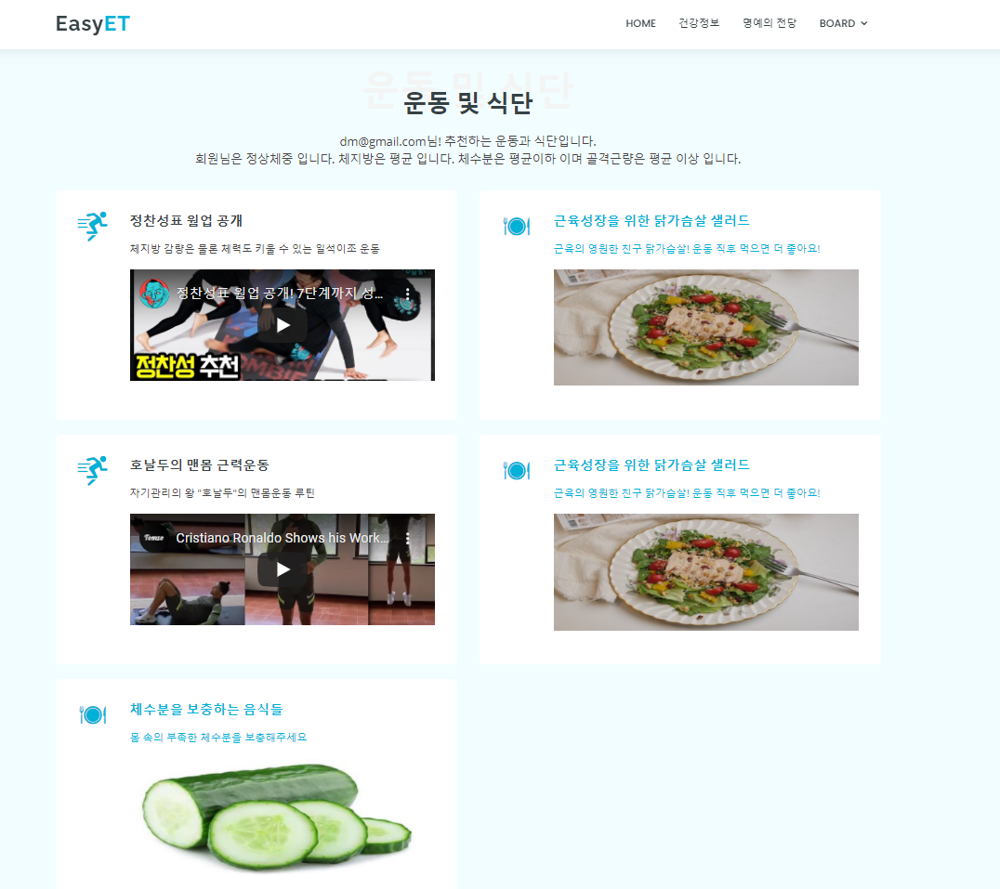 EasyET
HOME 건강정보 명예의 전당 BOARD
운동 및 식단
운동 및 식단
dm@gmail.com님! 추천하는 운동과 식단입니다.
회원님은 정상체중 입니다. 체지방은 평균 입니다. 체수분은 평균이하 이며 골격근량은 평균 이상 입니다.
정찬성표 웜업 공개
체지방 감량은 물론 체력도 키울 수 있는 일석이조 운동
정찬성표 웜업 공개! 7단계까지 성...
정찬성 추천
근육성장을 위한 닭가슴살 샐러드
근육의 영원한 친구 닭가슴살! 운동 직후 먹으면 더 좋아요!
호날두의 맨몸 근력운동
자기관리의 왕 "호날두"의 맨몸운동 루틴
Cristiano Ronaldo Shows his Work...
근육성장을 위한 닭가슴살 샐러드
근육의 영원한 친구 닭가슴살! 운동 직후 먹으면 더 좋아요!
체수분을 보충하는 음식들
몸 속의 부족한 체수분을 보충해주세요